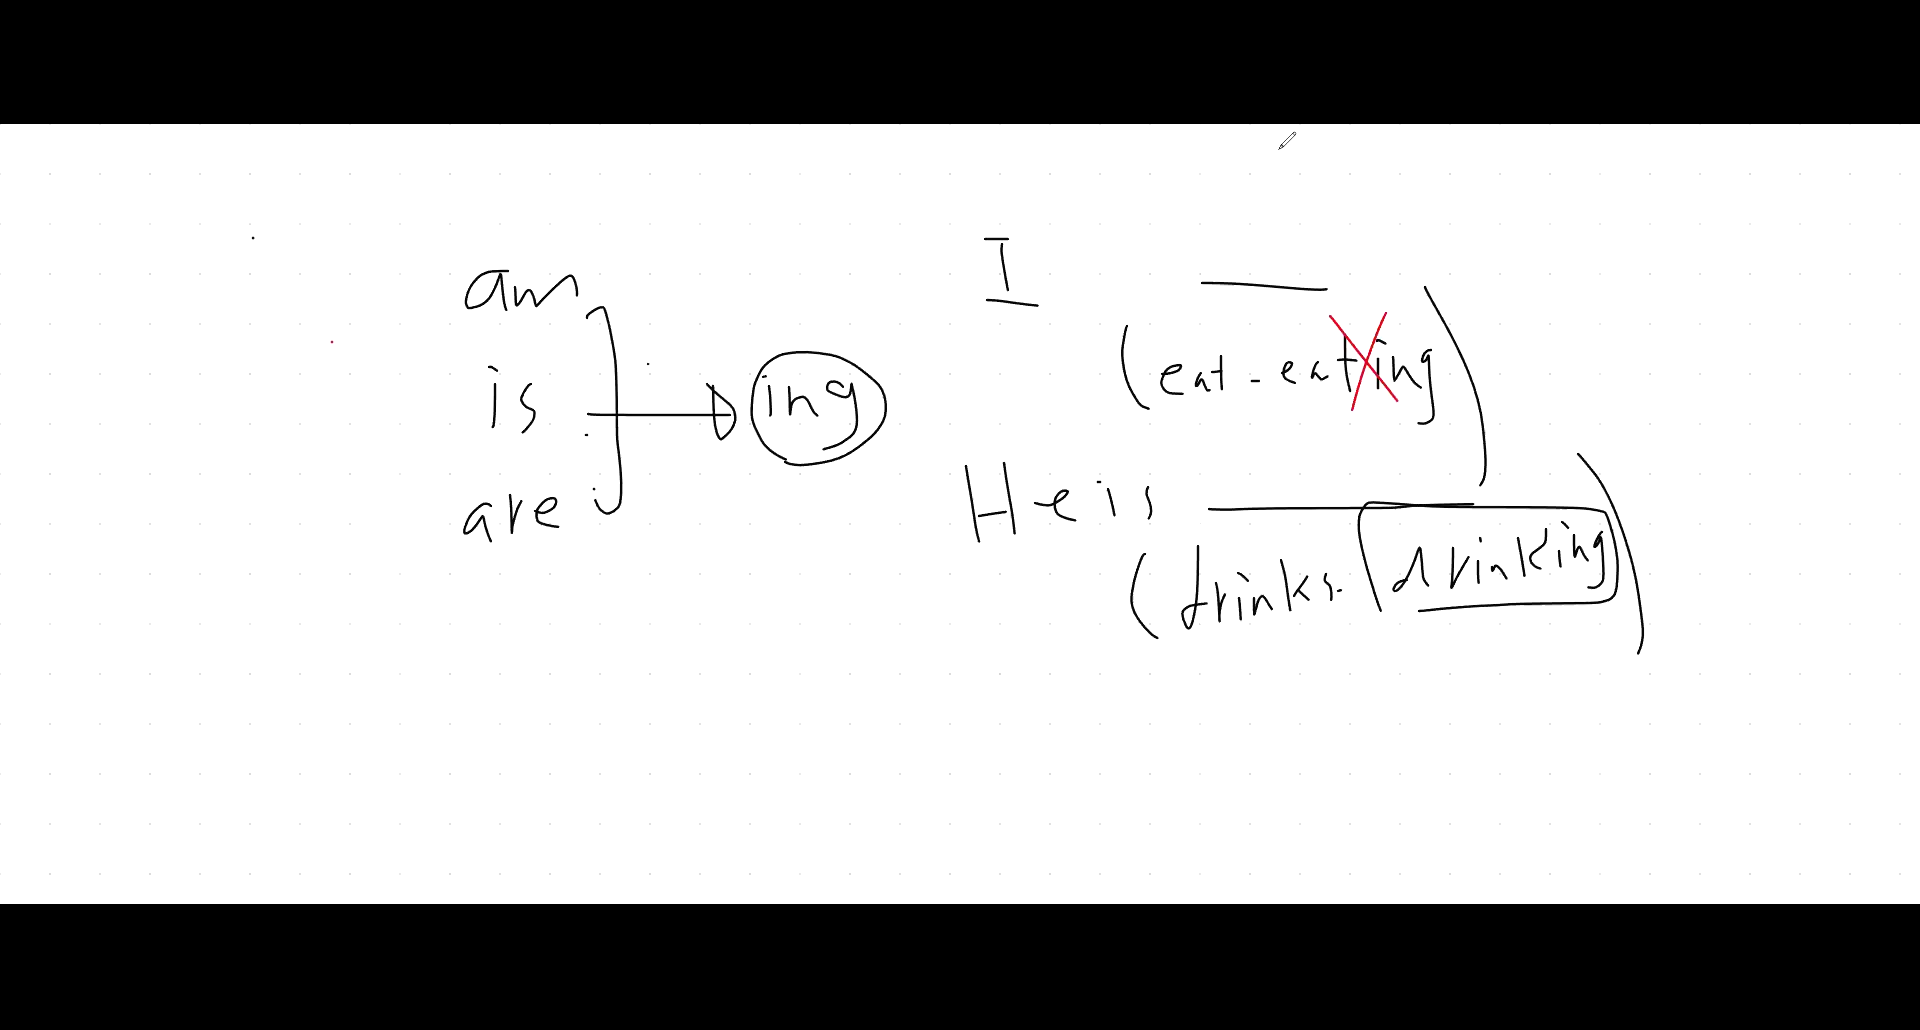 am
is
are
ing
I
(eat - eating)
He is
(drinks. drinking)